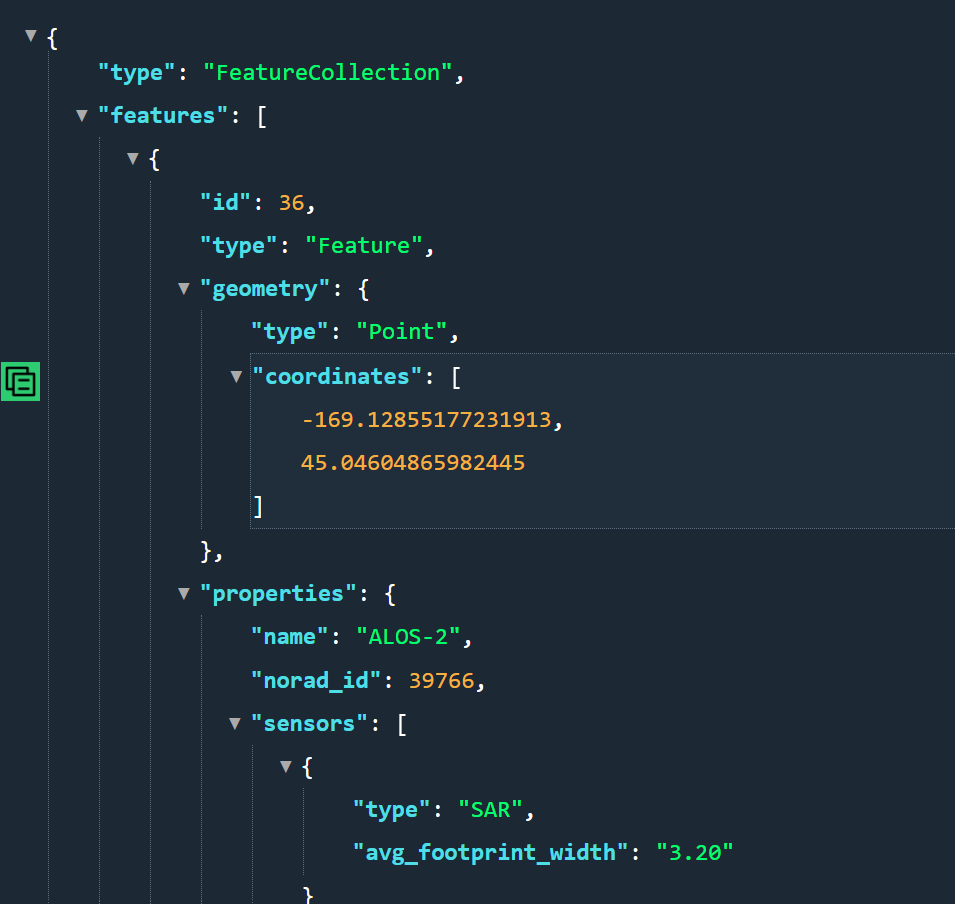 {
"type": "FeatureCollection",
"features": [
{
"id": 36,
"type": "Feature",
"geometry": {
"type": "Point",
"coordinates": [
-169.12855177231913,
45.04604865982445
]
},
"properties": {
"name": "ALOS-2",
"norad_id": 39766,
"sensors": [
{
"type": "SAR",
"avg_footprint_width": "3.20"
}